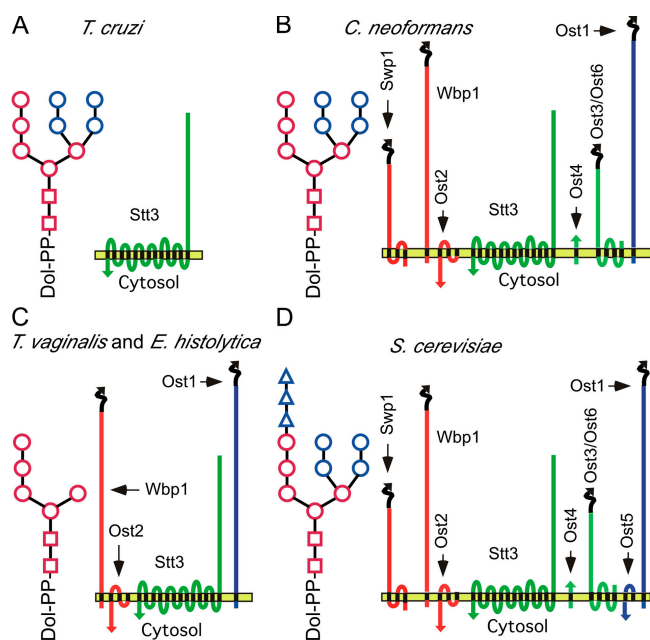 A
T. cruzi
Stt3
Dol-PP-
Cytosol
B
C. neoformans
Swp1
Wbp1
Ost2
Stt3
Ost4
Ost3/Ost6
Ost1
Dol-PP-
Cytosol
C
T. vaginalis and E. histolytica
Ost1
Wbp1
Ost2
Stt3
Dol-PP-
Cytosol
D
S. cerevisiae
Swp1
Wbp1
Ost2
Stt3
Ost4
Ost3/Ost6
Ost5
Ost1
Dol-PP-
Cytosol